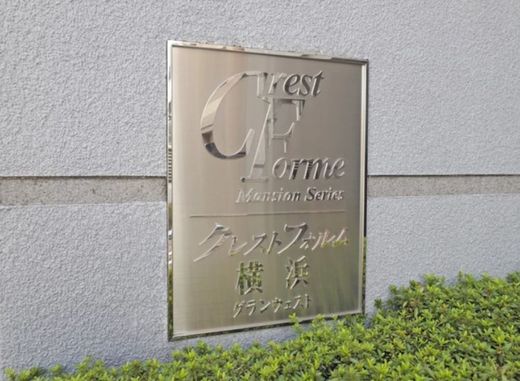 Crest
Forme
Mansion Series
クレストフォルム
横浜
グランウェスト